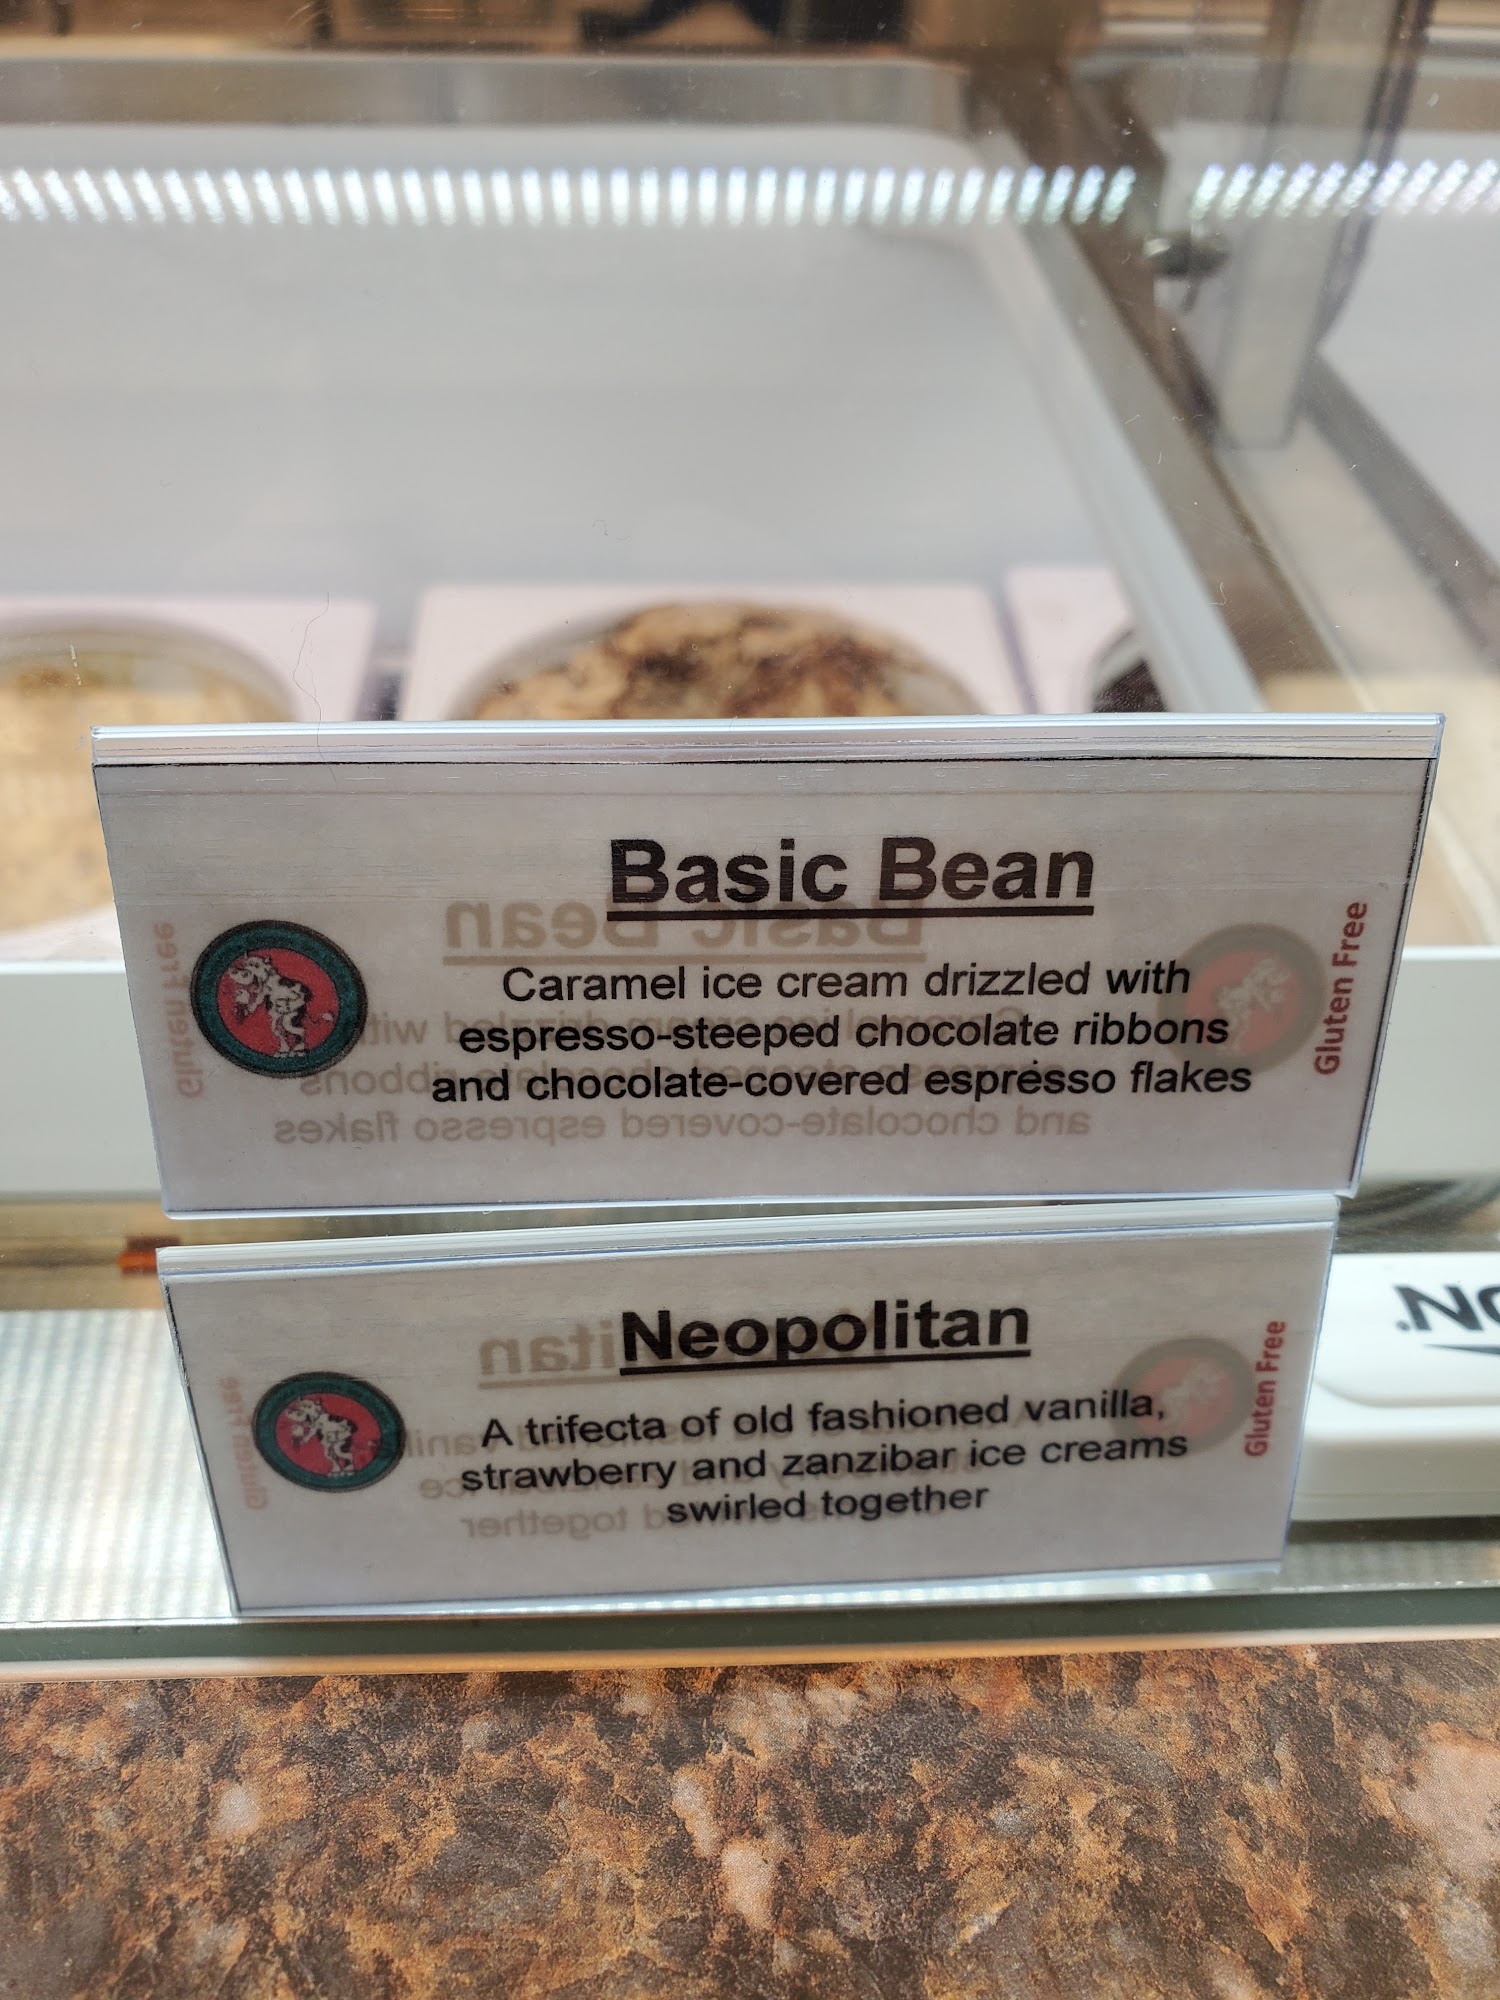 Basic Bean
Caramel ice cream drizzled with
espresso-steeped chocolate ribbons
and chocolate-covered espresso flakes
Gluten Free
Neopolitan
A trifecta of old fashioned vanilla,
strawberry and zanzibar ice creams
swirled together
Gluten Free